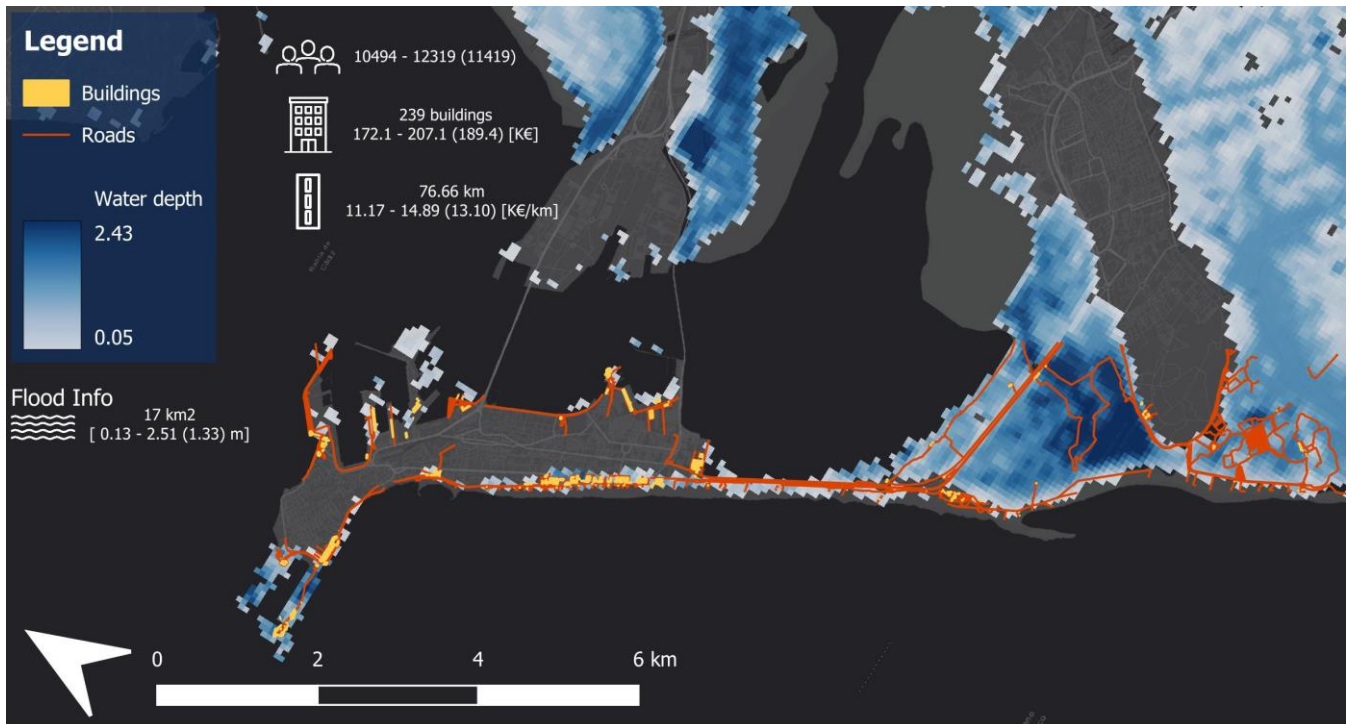 Legend
Buildings
Roads
Water depth
2.43
0.05
10494 - 12319 (11419)
239 buildings
172.1 - 207.1 (189.4) [K€]
76.66 km
11.17 - 14.89 (13.10) [K€/km]
Flood Info
17 km2
[ 0.13 - 2.51 (1.33) m]
0 2 4 6 km